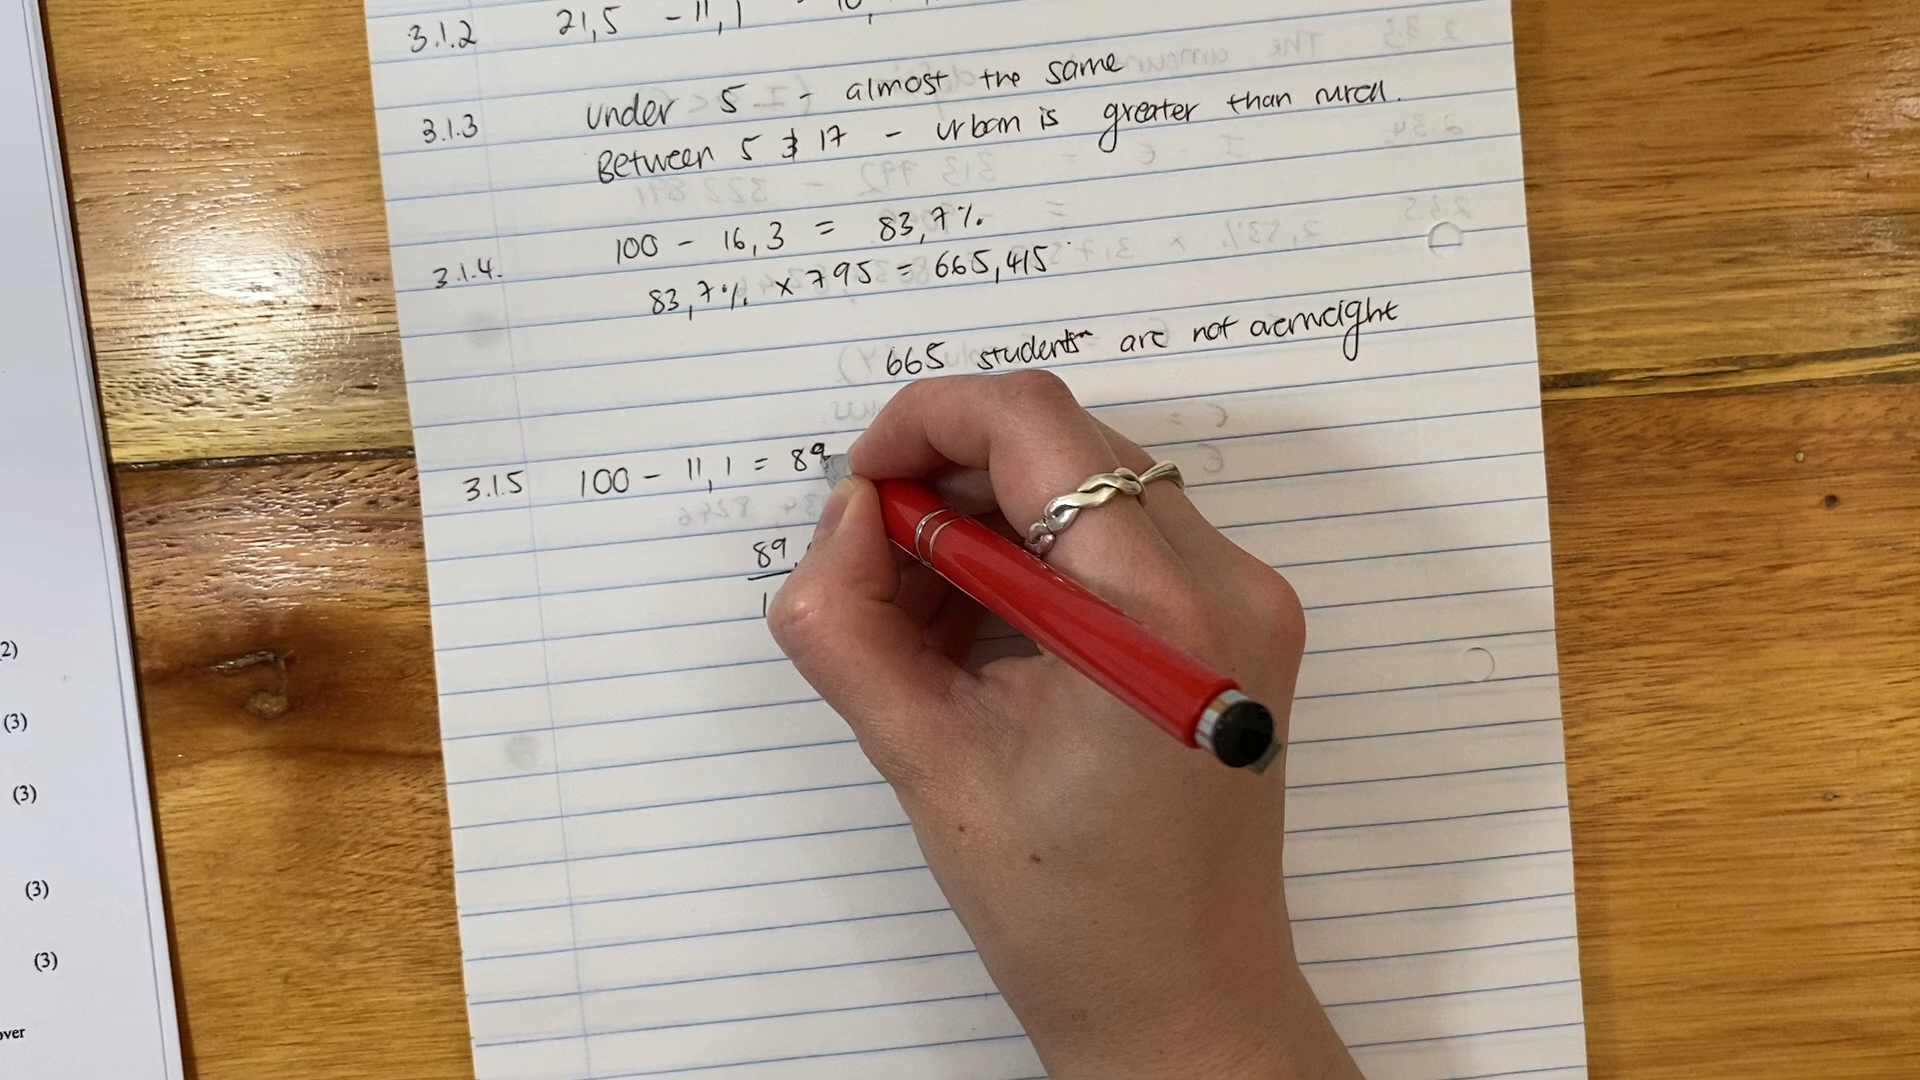 3.1.2 21,5 - 11,1
3.1.3 under 5 - almost the same
Between 5 & 17 - urban is greater than rural.
100 - 16,3 = 83,7%
3.1.4. 83,7% x 795 = 665,415
665 students are not overweight
3.1.5 100 - 11,1 = 89
89
1
2)
(3)
(3)
(3)
(3)
over